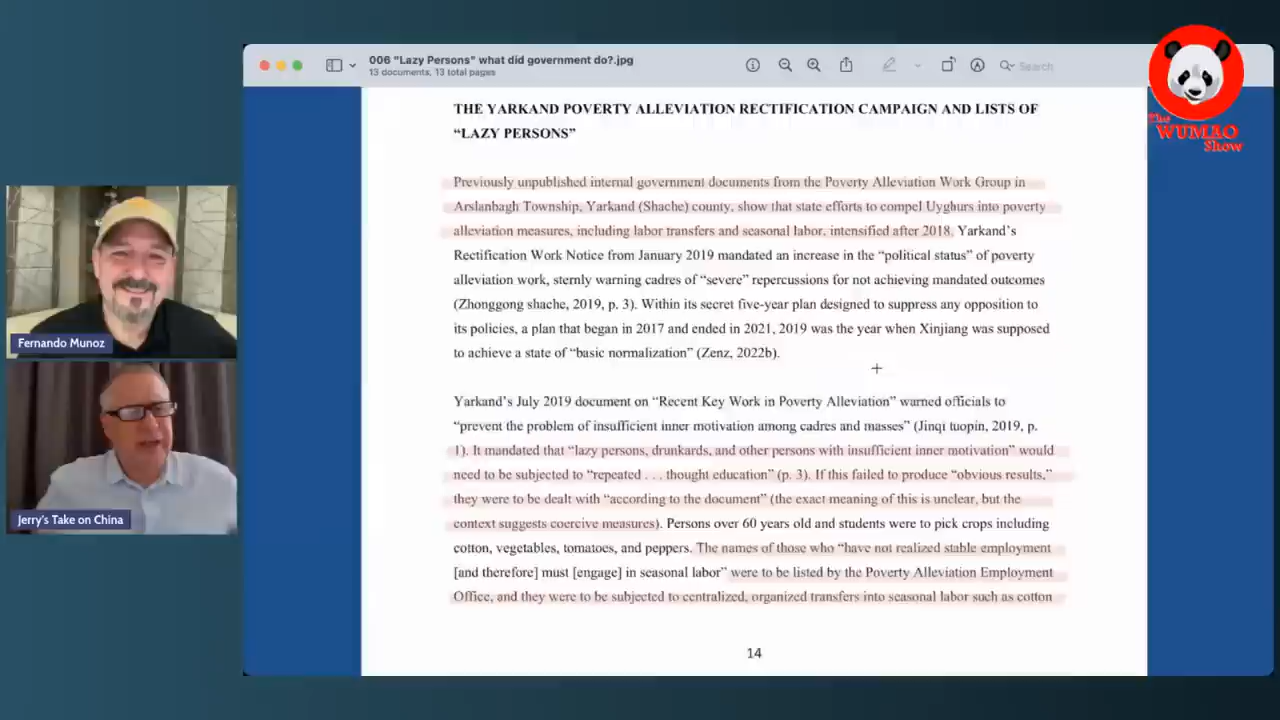 006 "Lazy Persons" what did government do?.jpg
13 documents, 13 total pages
Search
The
WUMAO
Show
THE YARKAND POVERTY ALLEVIATION RECTIFICATION CAMPAIGN AND LISTS OF
“LAZY PERSONS”
Previously unpublished internal government documents from the Poverty Alleviation Work Group in
Arslanbagh Township, Yarkand (Shache) county, show that state efforts to compel Uyghurs into poverty
alleviation measures, including labor transfers and seasonal labor, intensified after 2018. Yarkand’s
Rectification Work Notice from January 2019 mandated an increase in the “political status” of poverty
alleviation work, sternly warning cadres of “severe” repercussions for not achieving mandated outcomes
(Zhonggong shache, 2019, p. 3). Within its secret five-year plan designed to suppress any opposition to
its policies, a plan that began in 2017 and ended in 2021, 2019 was the year when Xinjiang was supposed
to achieve a state of “basic normalization” (Zenz, 2022b).
Yarkand’s July 2019 document on “Recent Key Work in Poverty Alleviation” warned officials to
“prevent the problem of insufficient inner motivation among cadres and masses” (Jinqi tuopin, 2019, p.
1). It mandated that “lazy persons, drunkards, and other persons with insufficient inner motivation” would
need to be subjected to “repeated . . . thought education” (p. 3). If this failed to produce “obvious results,”
they were to be dealt with “according to the document” (the exact meaning of this is unclear, but the
context suggests coercive measures). Persons over 60 years old and students were to pick crops including
cotton, vegetables, tomatoes, and peppers. The names of those who “have not realized stable employment
[and therefore] must [engage] in seasonal labor” were to be listed by the Poverty Alleviation Employment
Office, and they were to be subjected to centralized, organized transfers into seasonal labor such as cotton
14
Fernando Munoz
Jerry's Take on China